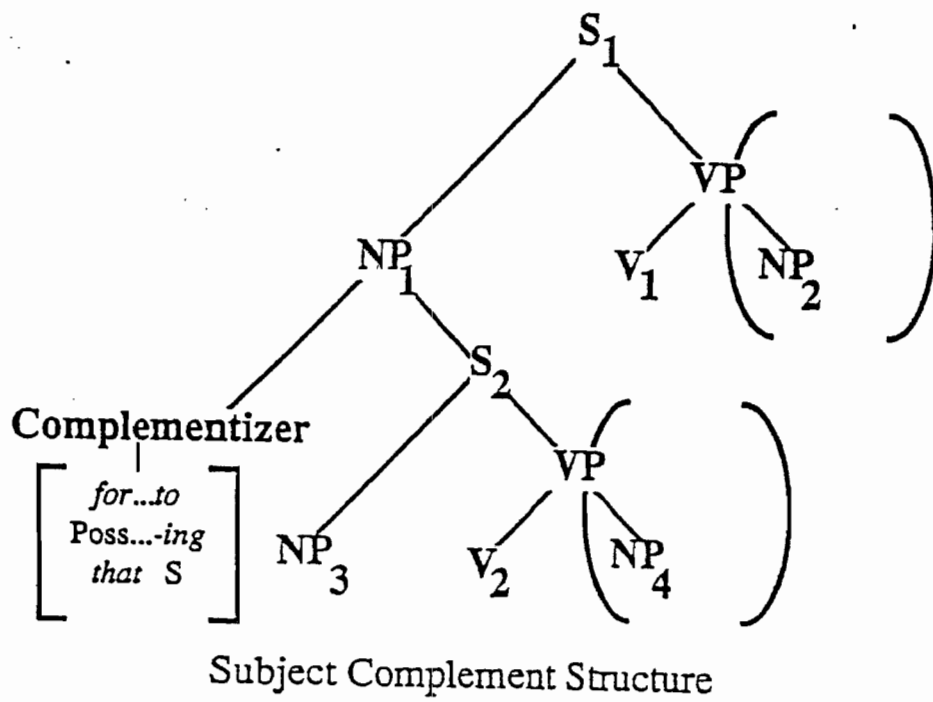 S1
VP
NP1
V1
NP2
S2
Complementizer
VP
for...to
Poss...-ing
NP3
V2
NP4
that S
Subject Complement Structure